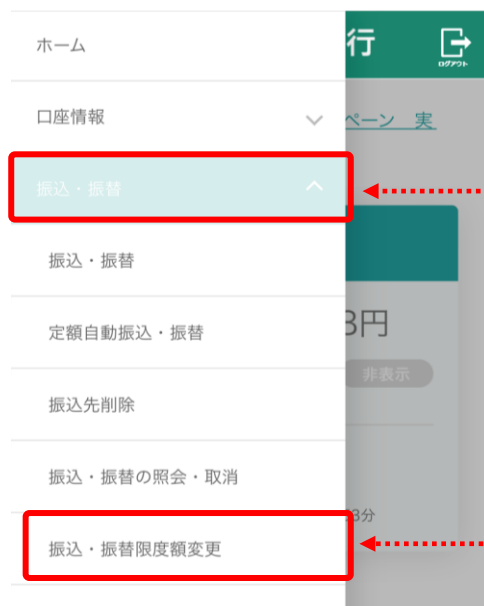 ホーム
行
ログアウト
口座情報
ペーン 実
振込・振替
振込・振替
定額自動振込・振替
3円
非表示
振込先削除
振込・振替の照会・取消
3分
振込・振替限度額変更